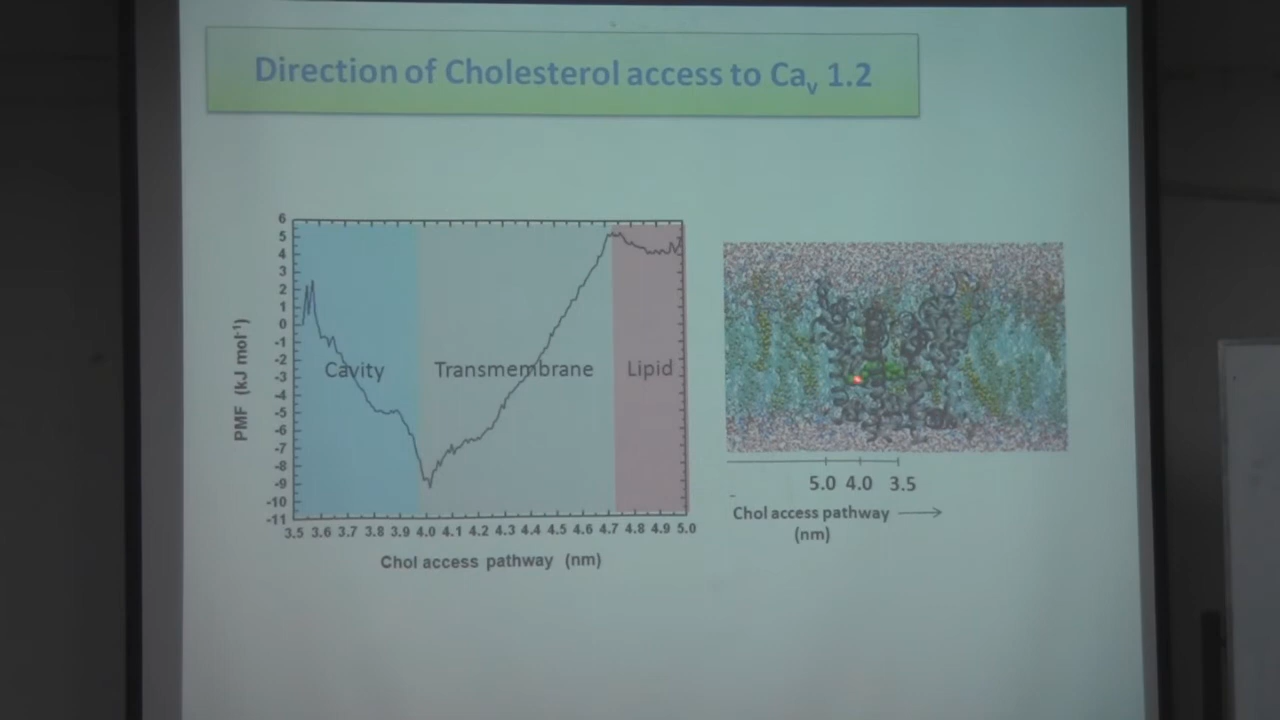 Direction of Cholesterol access to Cav 1.2
6
5
4
3
2
1
0
-1
-2
-3
-4
-5
-6
-7
-8
-9
-10
-11
PMF (kJ mol-1)
Cavity
Transmembrane
Lipid
3.5 3.6 3.7 3.8 3.9 4.0 4.1 4.2 4.3 4.4 4.5 4.6 4.7 4.8 4.9 5.0
Chol access pathway (nm)
5.0 4.0 3.5
Chol access pathway
(nm)